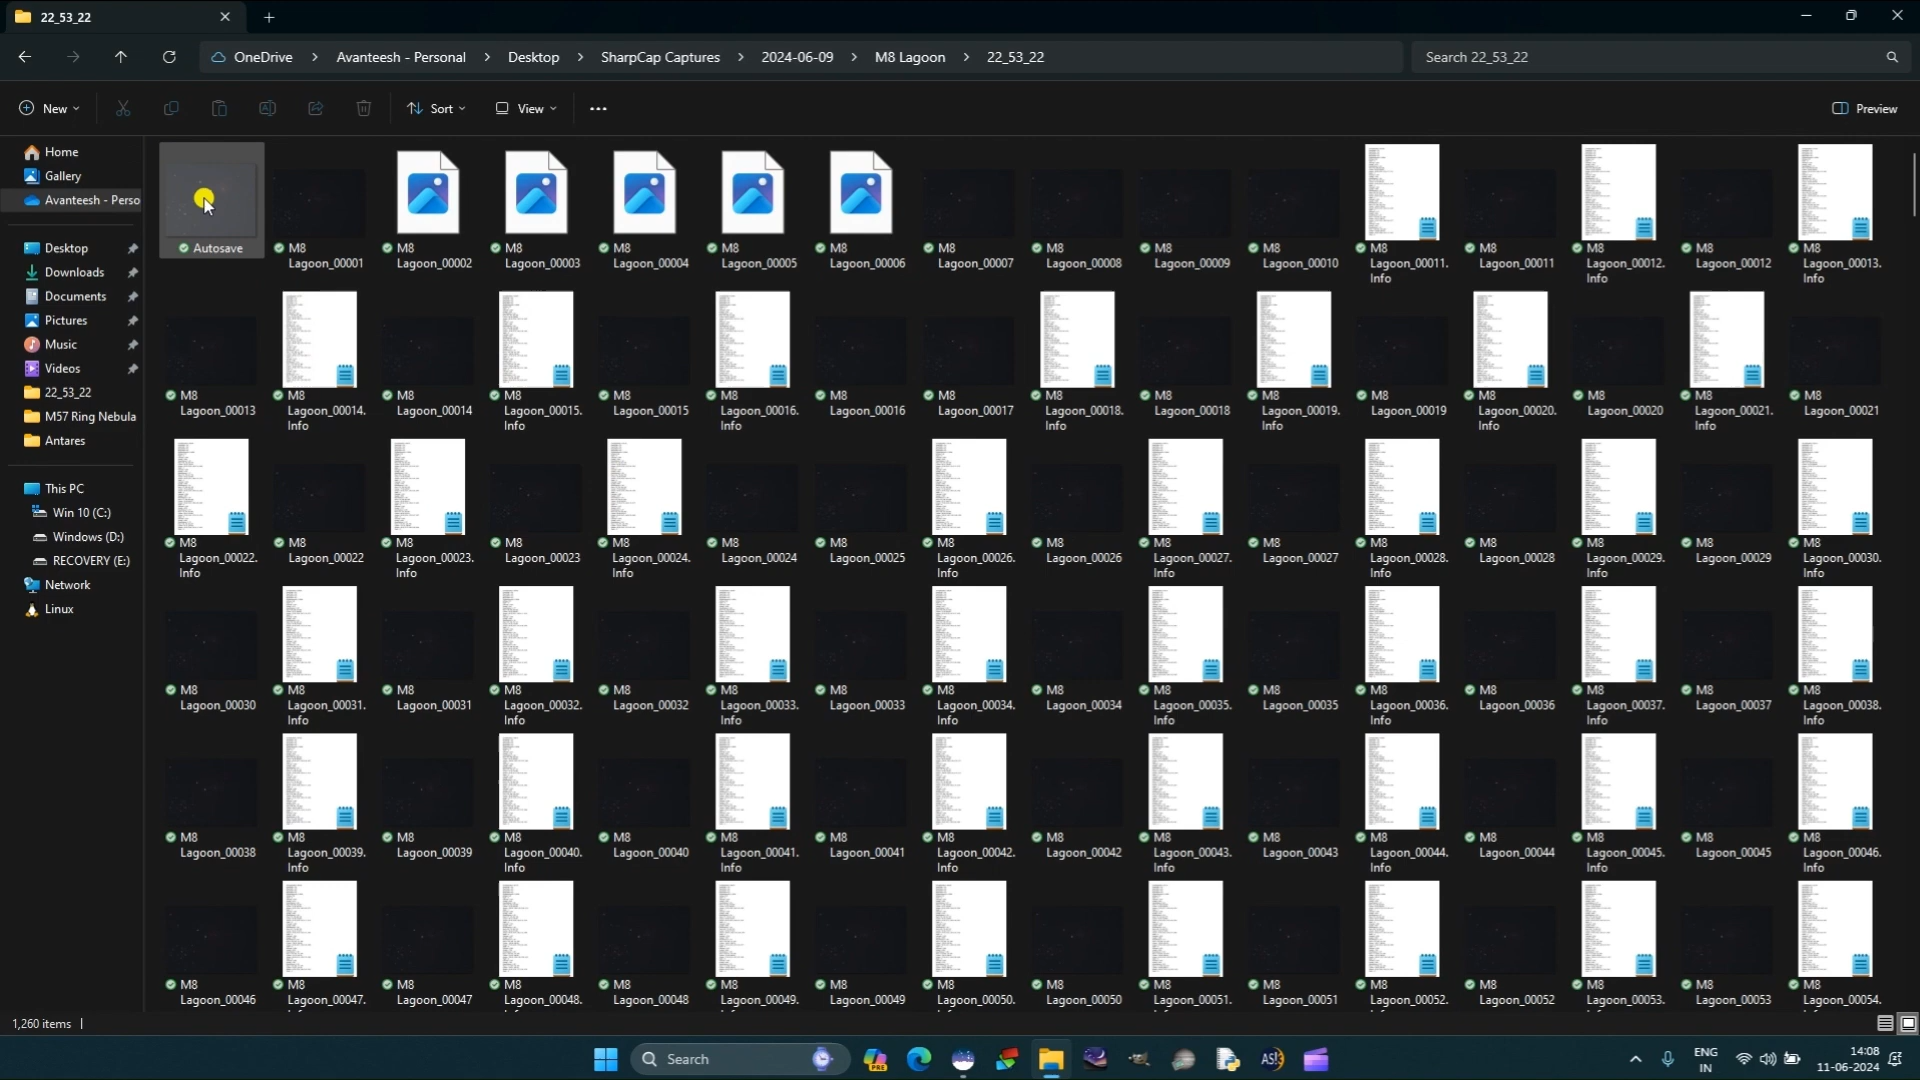 22_53_22
OneDrive > Avanteesh - Personal > Desktop > SharpCap Captures > 2024-06-09 > M8 Lagoon > 22_53_22
Search 22_53_22
New
Sort
View
Preview
Home
Gallery
Avanteesh - Perso
Desktop
Downloads
Documents
Pictures
Music
Videos
22_53_22
M57 Ring Nebula
Antares
This PC
Win 10 (C:)
Windows (D:)
RECOVERY (E:)
Network
Linux
Autosave
M8 Lagoon_00001
M8 Lagoon_00002
M8 Lagoon_00003
M8 Lagoon_00004
M8 Lagoon_00005
M8 Lagoon_00006
M8 Lagoon_00007
M8 Lagoon_00008
M8 Lagoon_00009
M8 Lagoon_00010
M8 Lagoon_00011.Info
M8 Lagoon_00011
M8 Lagoon_00012.Info
M8 Lagoon_00012
M8 Lagoon_00013.Info
M8 Lagoon_00013
M8 Lagoon_00014.Info
M8 Lagoon_00014
M8 Lagoon_00015.Info
M8 Lagoon_00015
M8 Lagoon_00016.Info
M8 Lagoon_00016
M8 Lagoon_00017
M8 Lagoon_00018.Info
M8 Lagoon_00018
M8 Lagoon_00019.Info
M8 Lagoon_00019
M8 Lagoon_00020.Info
M8 Lagoon_00020
M8 Lagoon_00021.Info
M8 Lagoon_00021
M8 Lagoon_00022.Info
M8 Lagoon_00022
M8 Lagoon_00023.Info
M8 Lagoon_00023
M8 Lagoon_00024.Info
M8 Lagoon_00024
M8 Lagoon_00025
M8 Lagoon_00026.Info
M8 Lagoon_00026
M8 Lagoon_00027.Info
M8 Lagoon_00027
M8 Lagoon_00028.Info
M8 Lagoon_00028
M8 Lagoon_00029.Info
M8 Lagoon_00029
M8 Lagoon_00030.Info
M8 Lagoon_00030
M8 Lagoon_00031.Info
M8 Lagoon_00031
M8 Lagoon_00032.Info
M8 Lagoon_00032
M8 Lagoon_00033.Info
M8 Lagoon_00033
M8 Lagoon_00034.Info
M8 Lagoon_00034
M8 Lagoon_00035.Info
M8 Lagoon_00035
M8 Lagoon_00036.Info
M8 Lagoon_00036
M8 Lagoon_00037.Info
M8 Lagoon_00037
M8 Lagoon_00038.Info
M8 Lagoon_00038
M8 Lagoon_00039.Info
M8 Lagoon_00039
M8 Lagoon_00040.Info
M8 Lagoon_00040
M8 Lagoon_00041.Info
M8 Lagoon_00041
M8 Lagoon_00042.Info
M8 Lagoon_00042
M8 Lagoon_00043.Info
M8 Lagoon_00043
M8 Lagoon_00044.Info
M8 Lagoon_00044
M8 Lagoon_00045.Info
M8 Lagoon_00045
M8 Lagoon_00046.Info
M8 Lagoon_00046
M8 Lagoon_00047.
M8 Lagoon_00047
M8 Lagoon_00048.
M8 Lagoon_00048
M8 Lagoon_00049.
M8 Lagoon_00049
M8 Lagoon_00050.
M8 Lagoon_00050
M8 Lagoon_00051.
M8 Lagoon_00051
M8 Lagoon_00052.
M8 Lagoon_00052
M8 Lagoon_00053.
M8 Lagoon_00053
M8 Lagoon_00054.
1,260 items
Search
PRE
AS!
ENG
IN
14:08
11-06-2024